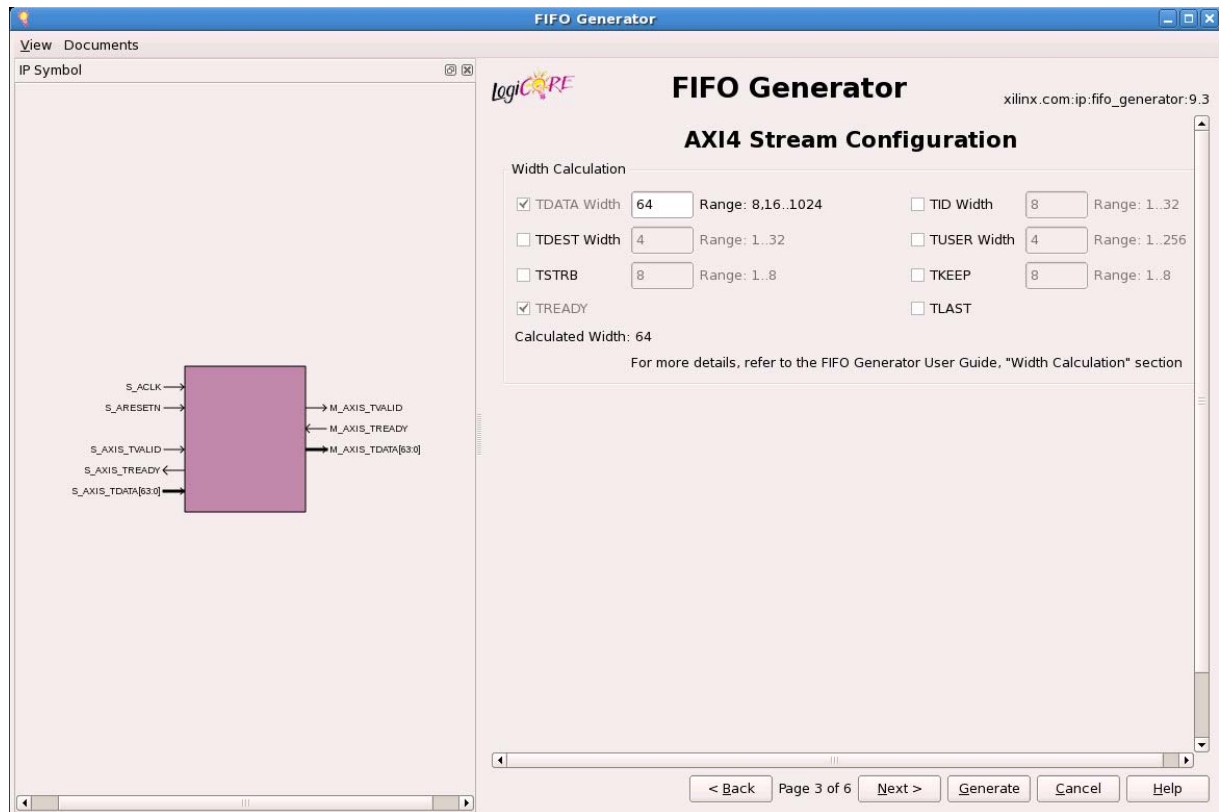 FIFO Generator
View Documents
IP Symbol
S_ACLK
S_ARESETN
S_AXIS_TVALID
S_AXIS_TREADY
S_AXIS_TDATA[63:0]
M_AXIS_TVALID
M_AXIS_TREADY
M_AXIS_TDATA[63:0]
LogiCORE
FIFO Generator
xilinx.com:ip:fifo_generator:9.3
AXI4 Stream Configuration
Width Calculation
TDATA Width 64 Range: 8,16..1024 TID Width 8 Range: 1..32
TDEST Width 4 Range: 1..32 TUSER Width 4 Range: 1..256
TSTRB 8 Range: 1..8 TKEEP 8 Range: 1..8
TREADY TLAST
Calculated Width: 64
For more details, refer to the FIFO Generator User Guide, "Width Calculation" section
< Back Page 3 of 6 Next > Generate Cancel Help